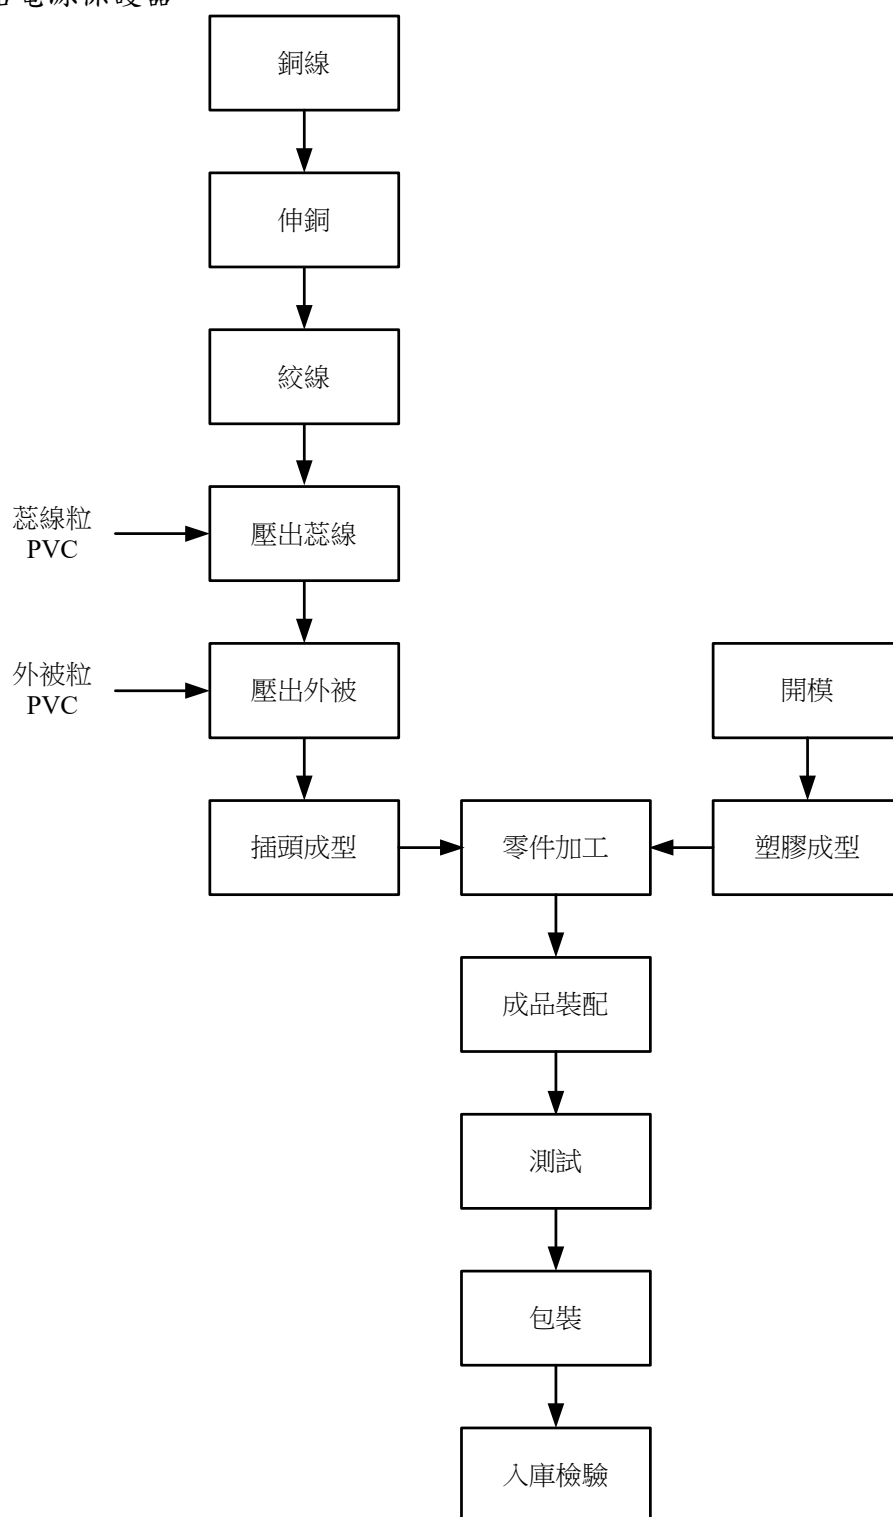 電源保護器
銅線
伸銅
絞線
蕊線粒
PVC
壓出蕊線
外被粒
PVC
壓出外被
開模
插頭成型
零件加工
塑膠成型
成品裝配
測試
包裝
入庫檢驗